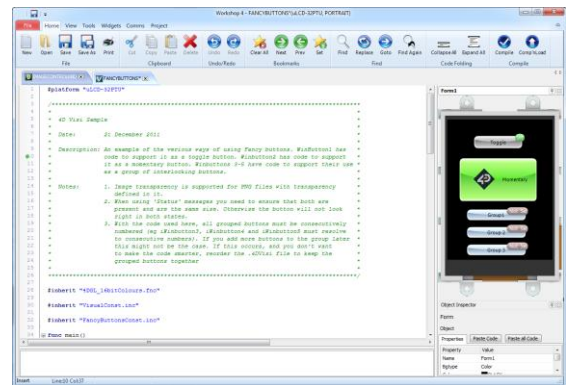 Workshop 4 - FANCYBUTTONS*(uLCD-32PTU, PORTRAIT)
File Home View Tools Widgets Comms Project
New Open Save Save As Print Cut Copy Paste Delete Undo Redo Clear All Next Prev Set Find Replace Goto Find Again Collapse All Expand All Compile Comp'nLoad
File Clipboard Undo/Redo Bookmarks Find Code Folding Compile
FANCYBUTTONS* (x)
#platform "uLCD-32PTU"
4D Visi Sample
Date: 2; December 2011
Description: An example of the various ways of using Fancy buttons. WinButton1 has
code to support it as a toggle button. Winbutton2 has code to support
it as a momentary button. Winbuttons 3-5 have code to support their use
as a group of interlocking buttons.
Notes: 1. Image transparency is supported for PNG files with transparency
defined in it.
2. When using 'Status' messages you need to ensure that both are
present and are the same size. Otherwise the button will not look
right in both states.
3. With the code used here, all grouped buttons must be consecutively
numbered (eg iWinbutton3, iWinbutton4 and iWinbutton5 must resolve
to consecutive numbers). If you add more buttons to the group later
this might not be the case. If this occurs, and you don't want
to make the code smarter, reorder the .4DVisi file to keep the
grouped buttons together
#inherit "4DGL_16bitColours.fnc"
#inherit "VisualConst.inc"
#inherit "FancyButtonsConst.inc"
func main()
Form1
Toggle
4D Momentary
Group1
Group 2
Group 3
Object Inspector
Form
Object
Properties Paste Code Paste all Code
Property Value
Name Form1
Bgtype Color
Insert Line:10 Col:37